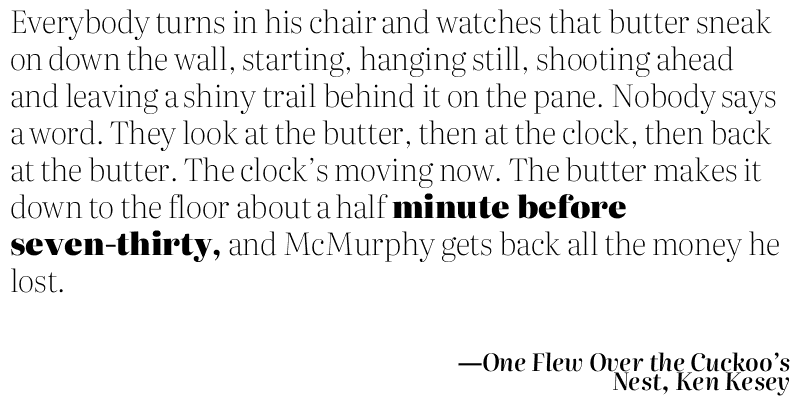 Everybody turns in his chair and watches that butter sneak
on down the wall, starting, hanging still, shooting ahead
and leaving a shiny trail behind it on the pane. Nobody says
a word. They look at the butter, then at the clock, then back
at the butter. The clock’s moving now. The butter makes it
down to the floor about a half minute before
seven-thirty, and McMurphy gets back all the money he
lost.
—One Flew Over the Cuckoo’s
Nest, Ken Kesey